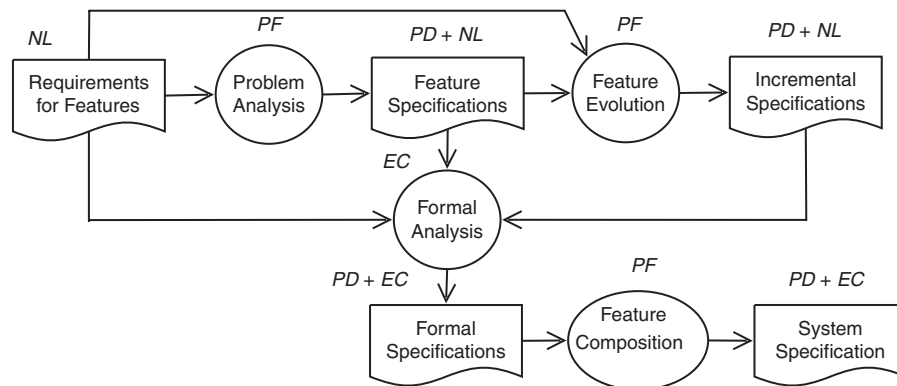 NL
PF
PD + NL
PF
PD + NL
Requirements
for Features
Problem
Analysis
Feature
Specifications
Feature
Evolution
Incremental
Specifications
EC
Formal
Analysis
PD + EC
PF
PD + EC
Formal
Specifications
Feature
Composition
System
Specification